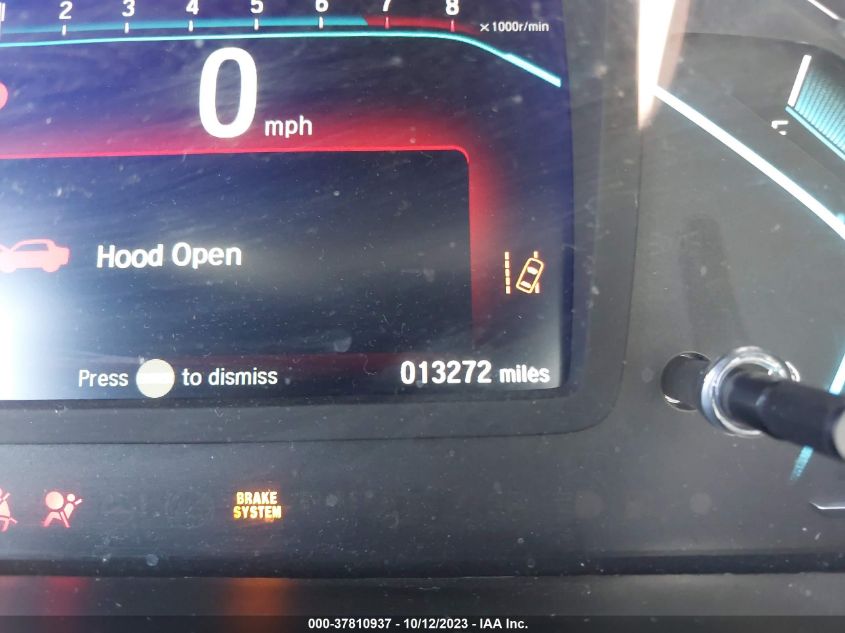 2 3 4 5 6 7 8
×1000r/min
0 mph
Hood Open
Press to dismiss
013272 miles
BRAKE
SYSTEM
000-37810937 - 10/12/2023 - IAA Inc.